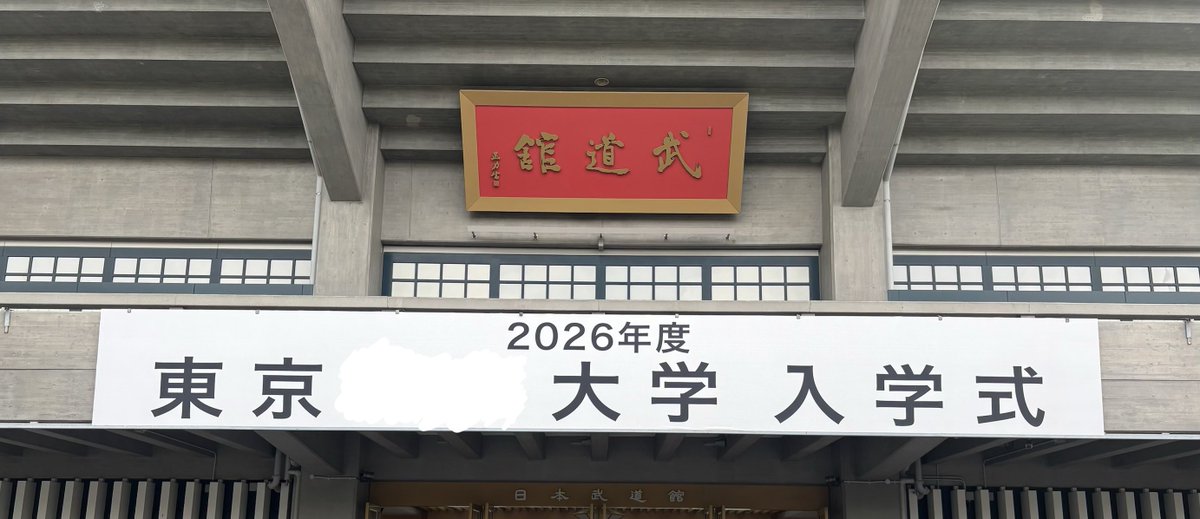 武道館
2026年度
東京 大学 入学式
日本武道館